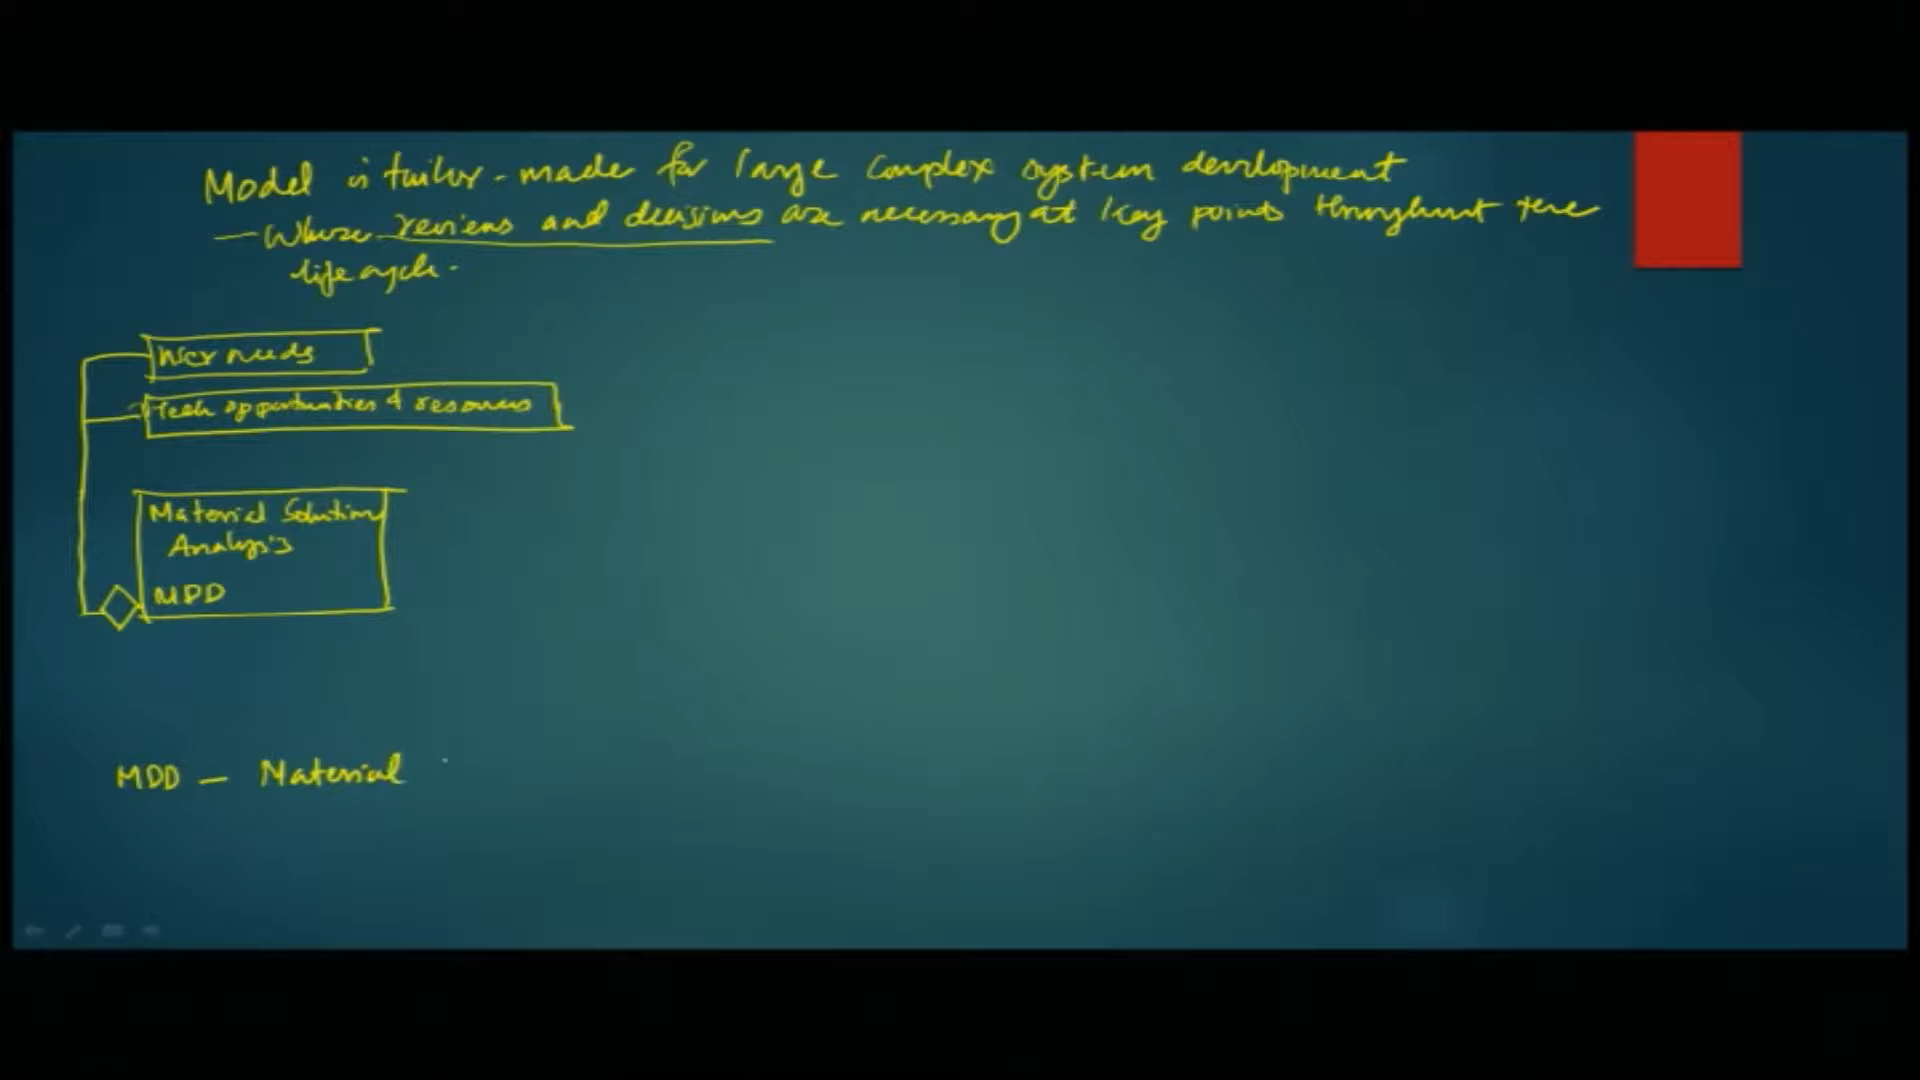 Model is tailor-made for large complex system development
— Whose reviews and decisions are necessary at key points throughout the
life cycle.
User needs
Tech opportunities & resources
Material Solution
Analysis
MDD
MDD — Material